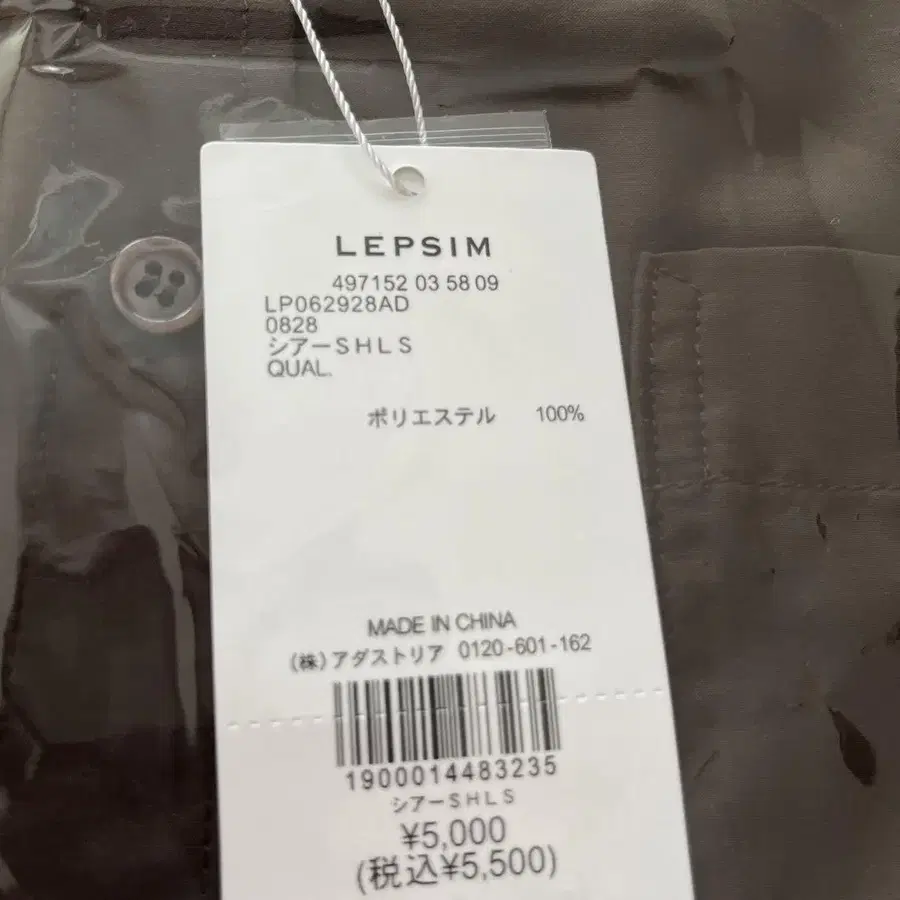 LEPSIM
497152 03 58 09
LP062928AD
0828
シアーSHLS
QUAL.
ポリエステル 100%
MADE IN CHINA
(株)アダストリア 0120-601-162
1900014483235
シアーSHLS
¥5,000
(税込¥5,500)